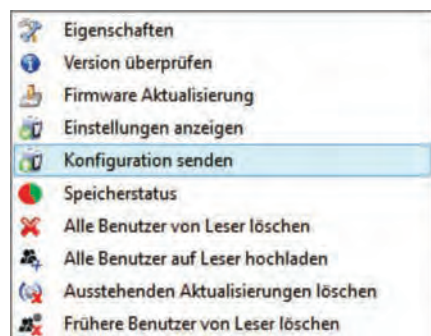 Eigenschaften
Version überprüfen
Firmware Aktualisierung
Einstellungen anzeigen
Konfiguration senden
Speicherstatus
Alle Benutzer von Leser löschen
Alle Benutzer auf Leser hochladen
Ausstehenden Aktualisierungen löschen
Frühere Benutzer von Leser löschen